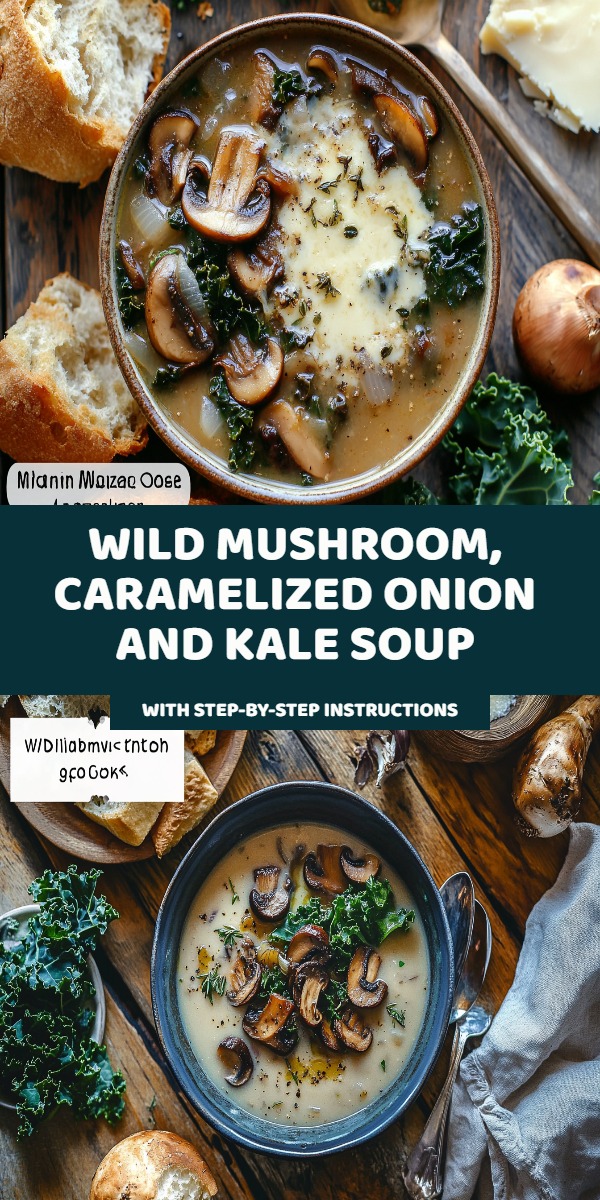 WILD MUSHROOM,
CARAMELIZED ONION
AND KALE SOUP
WITH STEP-BY-STEP INSTRUCTIONS